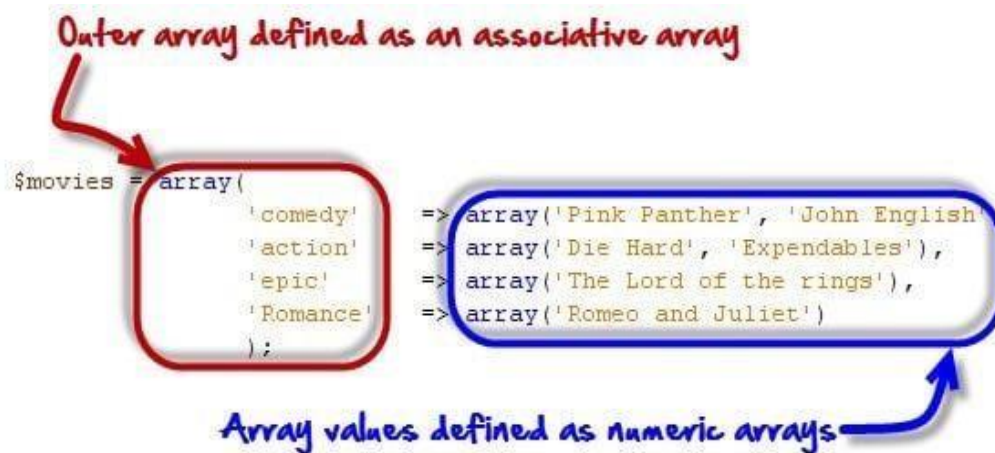 Outer array defined as an associative array
$movies = array(
'comedy' => array('Pink Panther', 'John English'
'action' => array('Die Hard', 'Expendables'),
'epic' => array('The Lord of the rings'),
'Romance' => array('Romeo and Juliet')
);
Array values defined as numeric arrays